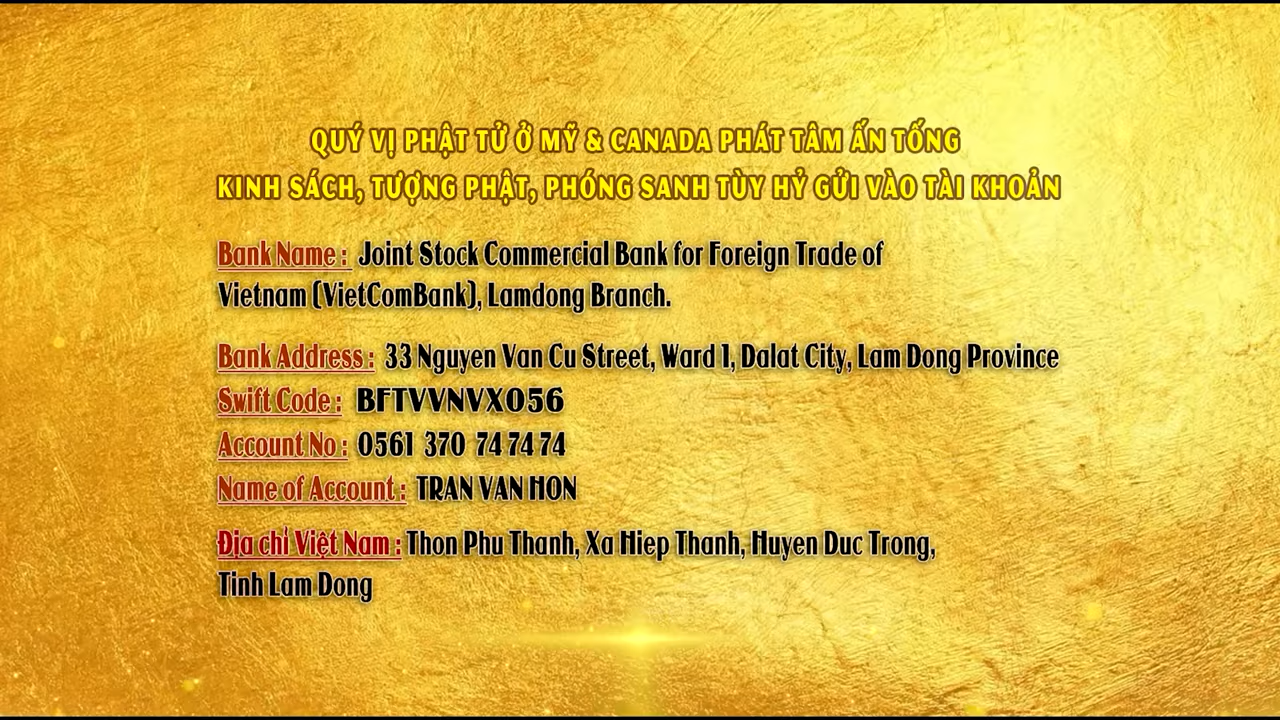 QUÝ VỊ PHẬT TỬ Ở MỸ & CANADA PHÁT TÂM ẤN TỐNG
KINH SÁCH, TƯỢNG PHẬT, PHÓNG SANH TÙY HỶ GỬI VÀO TÀI KHOẢN
Bank Name : Joint Stock Commercial Bank for Foreign Trade of
Vietnam (VietComBank), Lamdong Branch.
Bank Address : 33 Nguyen Van Cu Street, Ward 1, Dalat City, Lam Dong Province
Swift Code : BFTVVNVX056
Account No : 0561 370 74 74 74
Name of Account : TRAN VAN HON
Địa chỉ Việt Nam : Thon Phu Thanh, Xa Hiep Thanh, Huyen Duc Trong,
Tinh Lam Dong